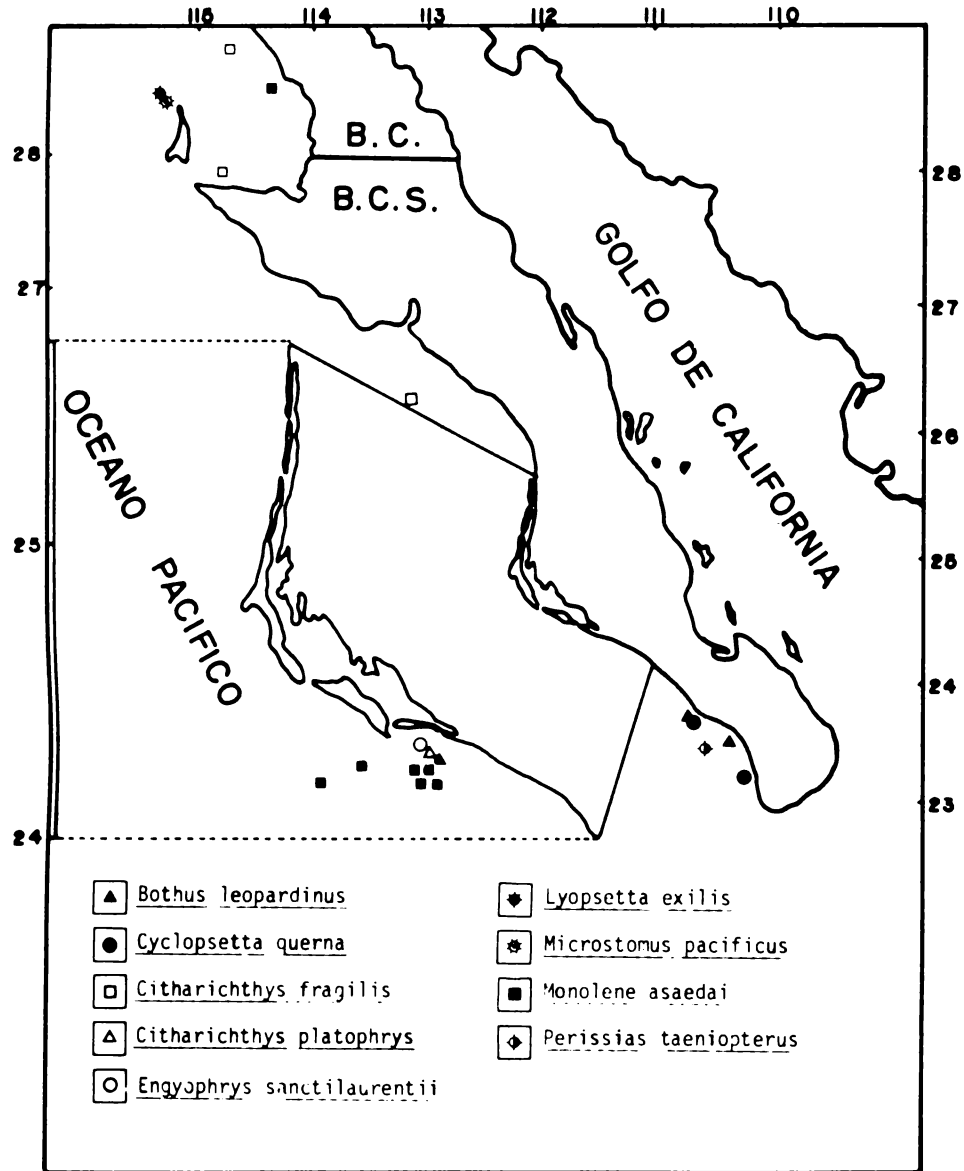 115 114 113 112 111 110
28
27
25
24
28
27
26
25
24
23
B.C.
B.C.S.
GOLFO DE CALIFORNIA
OCEANO PACIFICO
Bothus leopardinus
Cyclopsetta querna
Citharichthys fragilis
Citharichthys platophrys
Engyophrys sanctilaurentii
Lyopsetta exilis
Microstomus pacificus
Monolene asaedai
Perissias taeniopterus